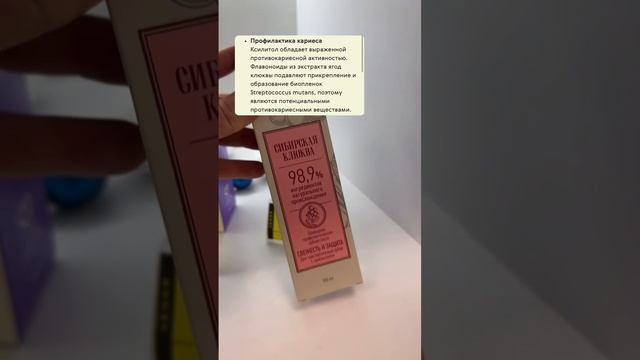 • Профилактика кариеса
Ксилитол обладает выраженной
противокариесной активностью.
Флавоноиды из экстракта ягод
клюквы подавляют прикрепление и
образование биопленок
Streptococcus mutans, поэтому
являются потенциальными
противокариесными веществами.
СИБИРСКАЯ
КЛЮКВА
98,9%
ингредиентов
натурального
происхождения
СВЕЖЕСТЬ И ЗАЩИТА